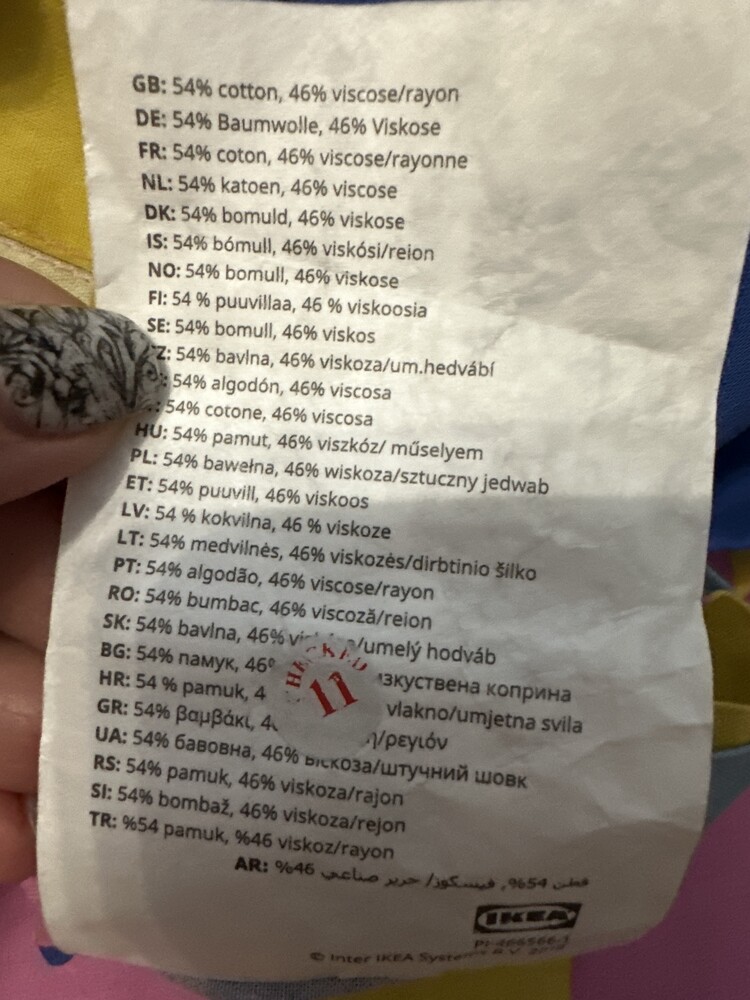 GB: 54% cotton, 46% viscose/rayon
DE: 54% Baumwolle, 46% Viskose
FR: 54% coton, 46% viscose/rayonne
NL: 54% katoen, 46% viscose
DK: 54% bomuld, 46% viskose
IS: 54% bómull, 46% viskósi/reion
NO: 54% bomull, 46% viskose
FI: 54 % puuvillaa, 46 % viskoosia
SE: 54% bomull, 46% viskos
Z: 54% bavlna, 46% viskoza/um.hedvábí
: 54% algodón, 46% viscosa
: 54% cotone, 46% viscosa
HU: 54% pamut, 46% viszkóz/ műselyem
PL: 54% bawełna, 46% wiskoza/sztuczny jedwab
ET: 54% puuvill, 46% viskoos
LV: 54 % kokvilna, 46 % viskoze
LT: 54% medvilnės, 46% viskozės/dirbtinio šilko
PT: 54% algodão, 46% viscose/rayon
RO: 54% bumbac, 46% viscoză/reion
SK: 54% bavlna, 46% /umelý hodváb
BG: 54% памук, 46% коприна
HR: 54 % pamuk, 4 vlakno/umjetna svila
GR: 54% βαμβάκι, /ρεγιόν
UA: 54% бавовна, 46% віскоза/штучний шовк
RS: 54% pamuk, 46% viskoza/rajon
SI: 54% bombaž, 46% viskoza/rejon
TR: %54 pamuk, %46 viskoz/rayon
AR: %46 قطن 54%, فيسكوز/ حرير صناعي
CHECKED
11
IKEA
© Inter IKEA Systems B.V.